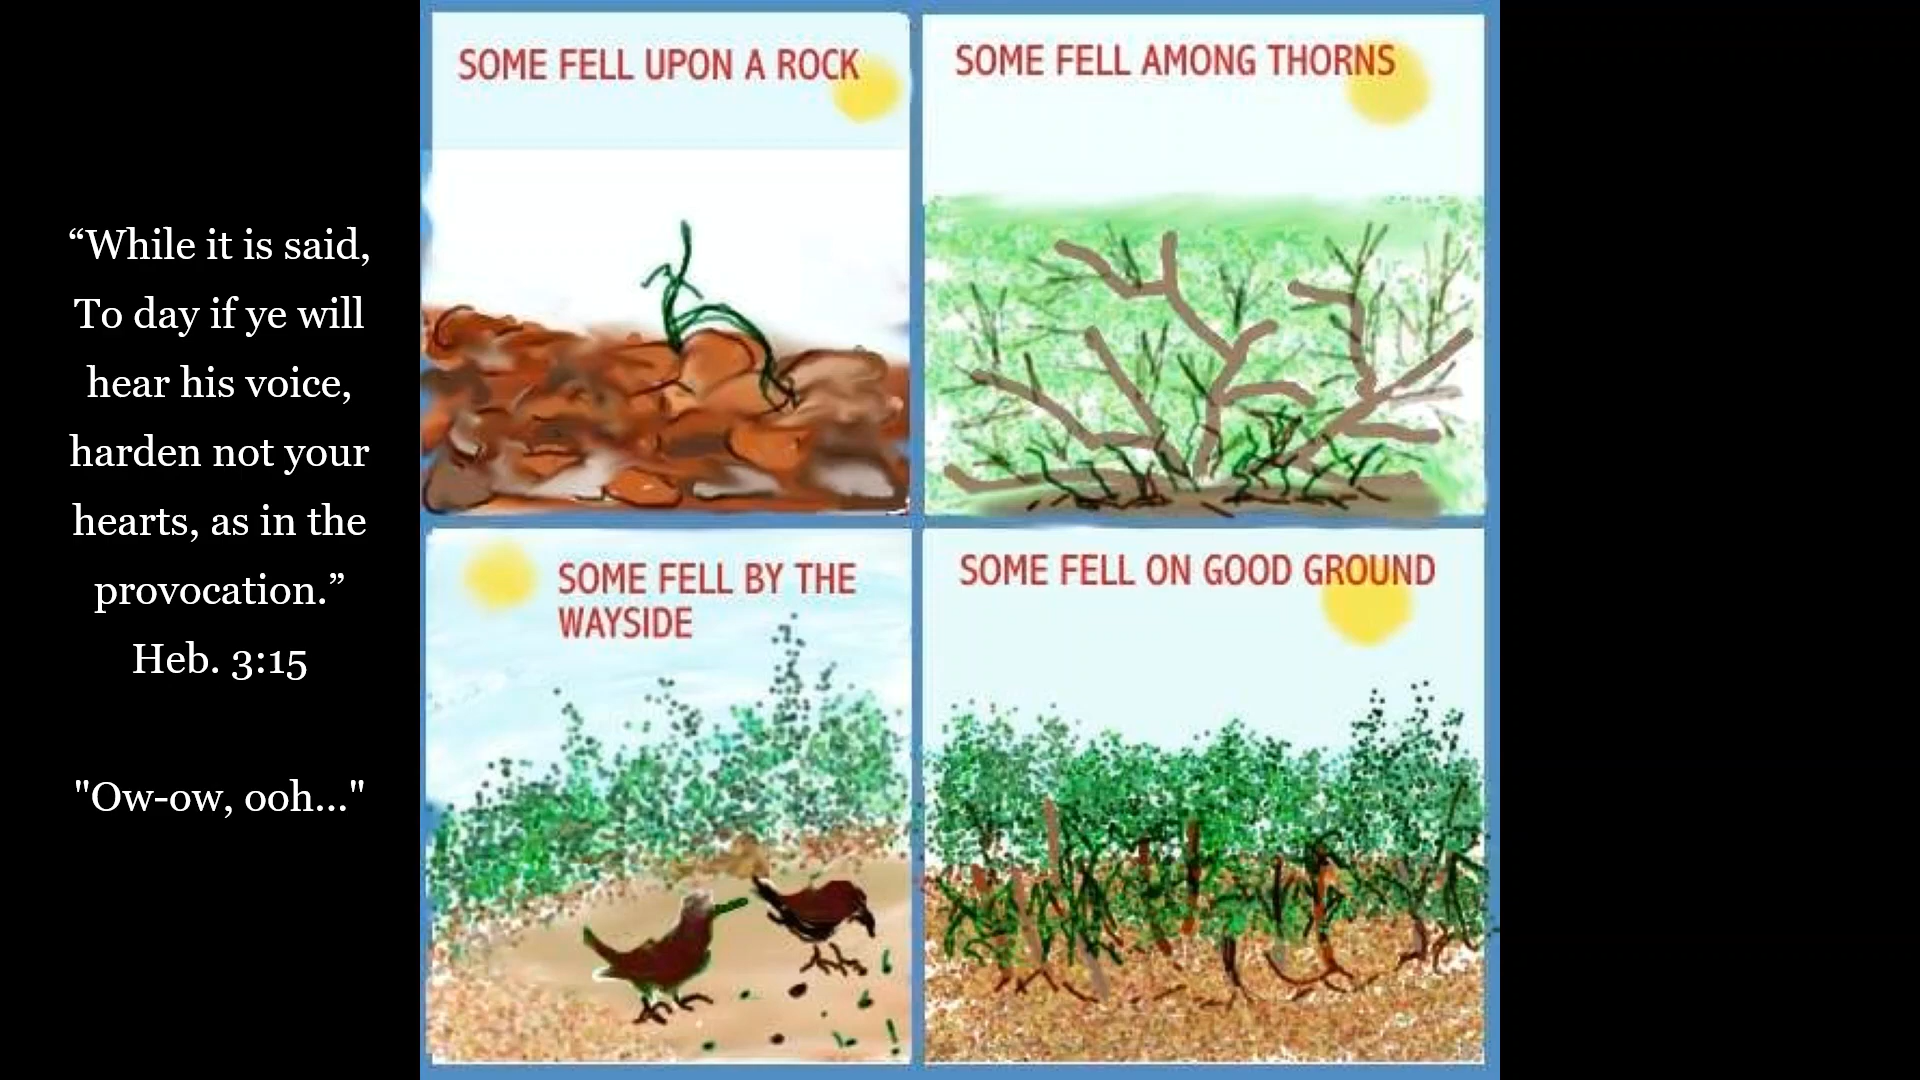 “While it is said,
To day if ye will
hear his voice,
harden not your
hearts, as in the
provocation.”
Heb. 3:15
"Ow-ow, ooh..."
SOME FELL UPON A ROCK
SOME FELL AMONG THORNS
SOME FELL BY THE
WAYSIDE
SOME FELL ON GOOD GROUND